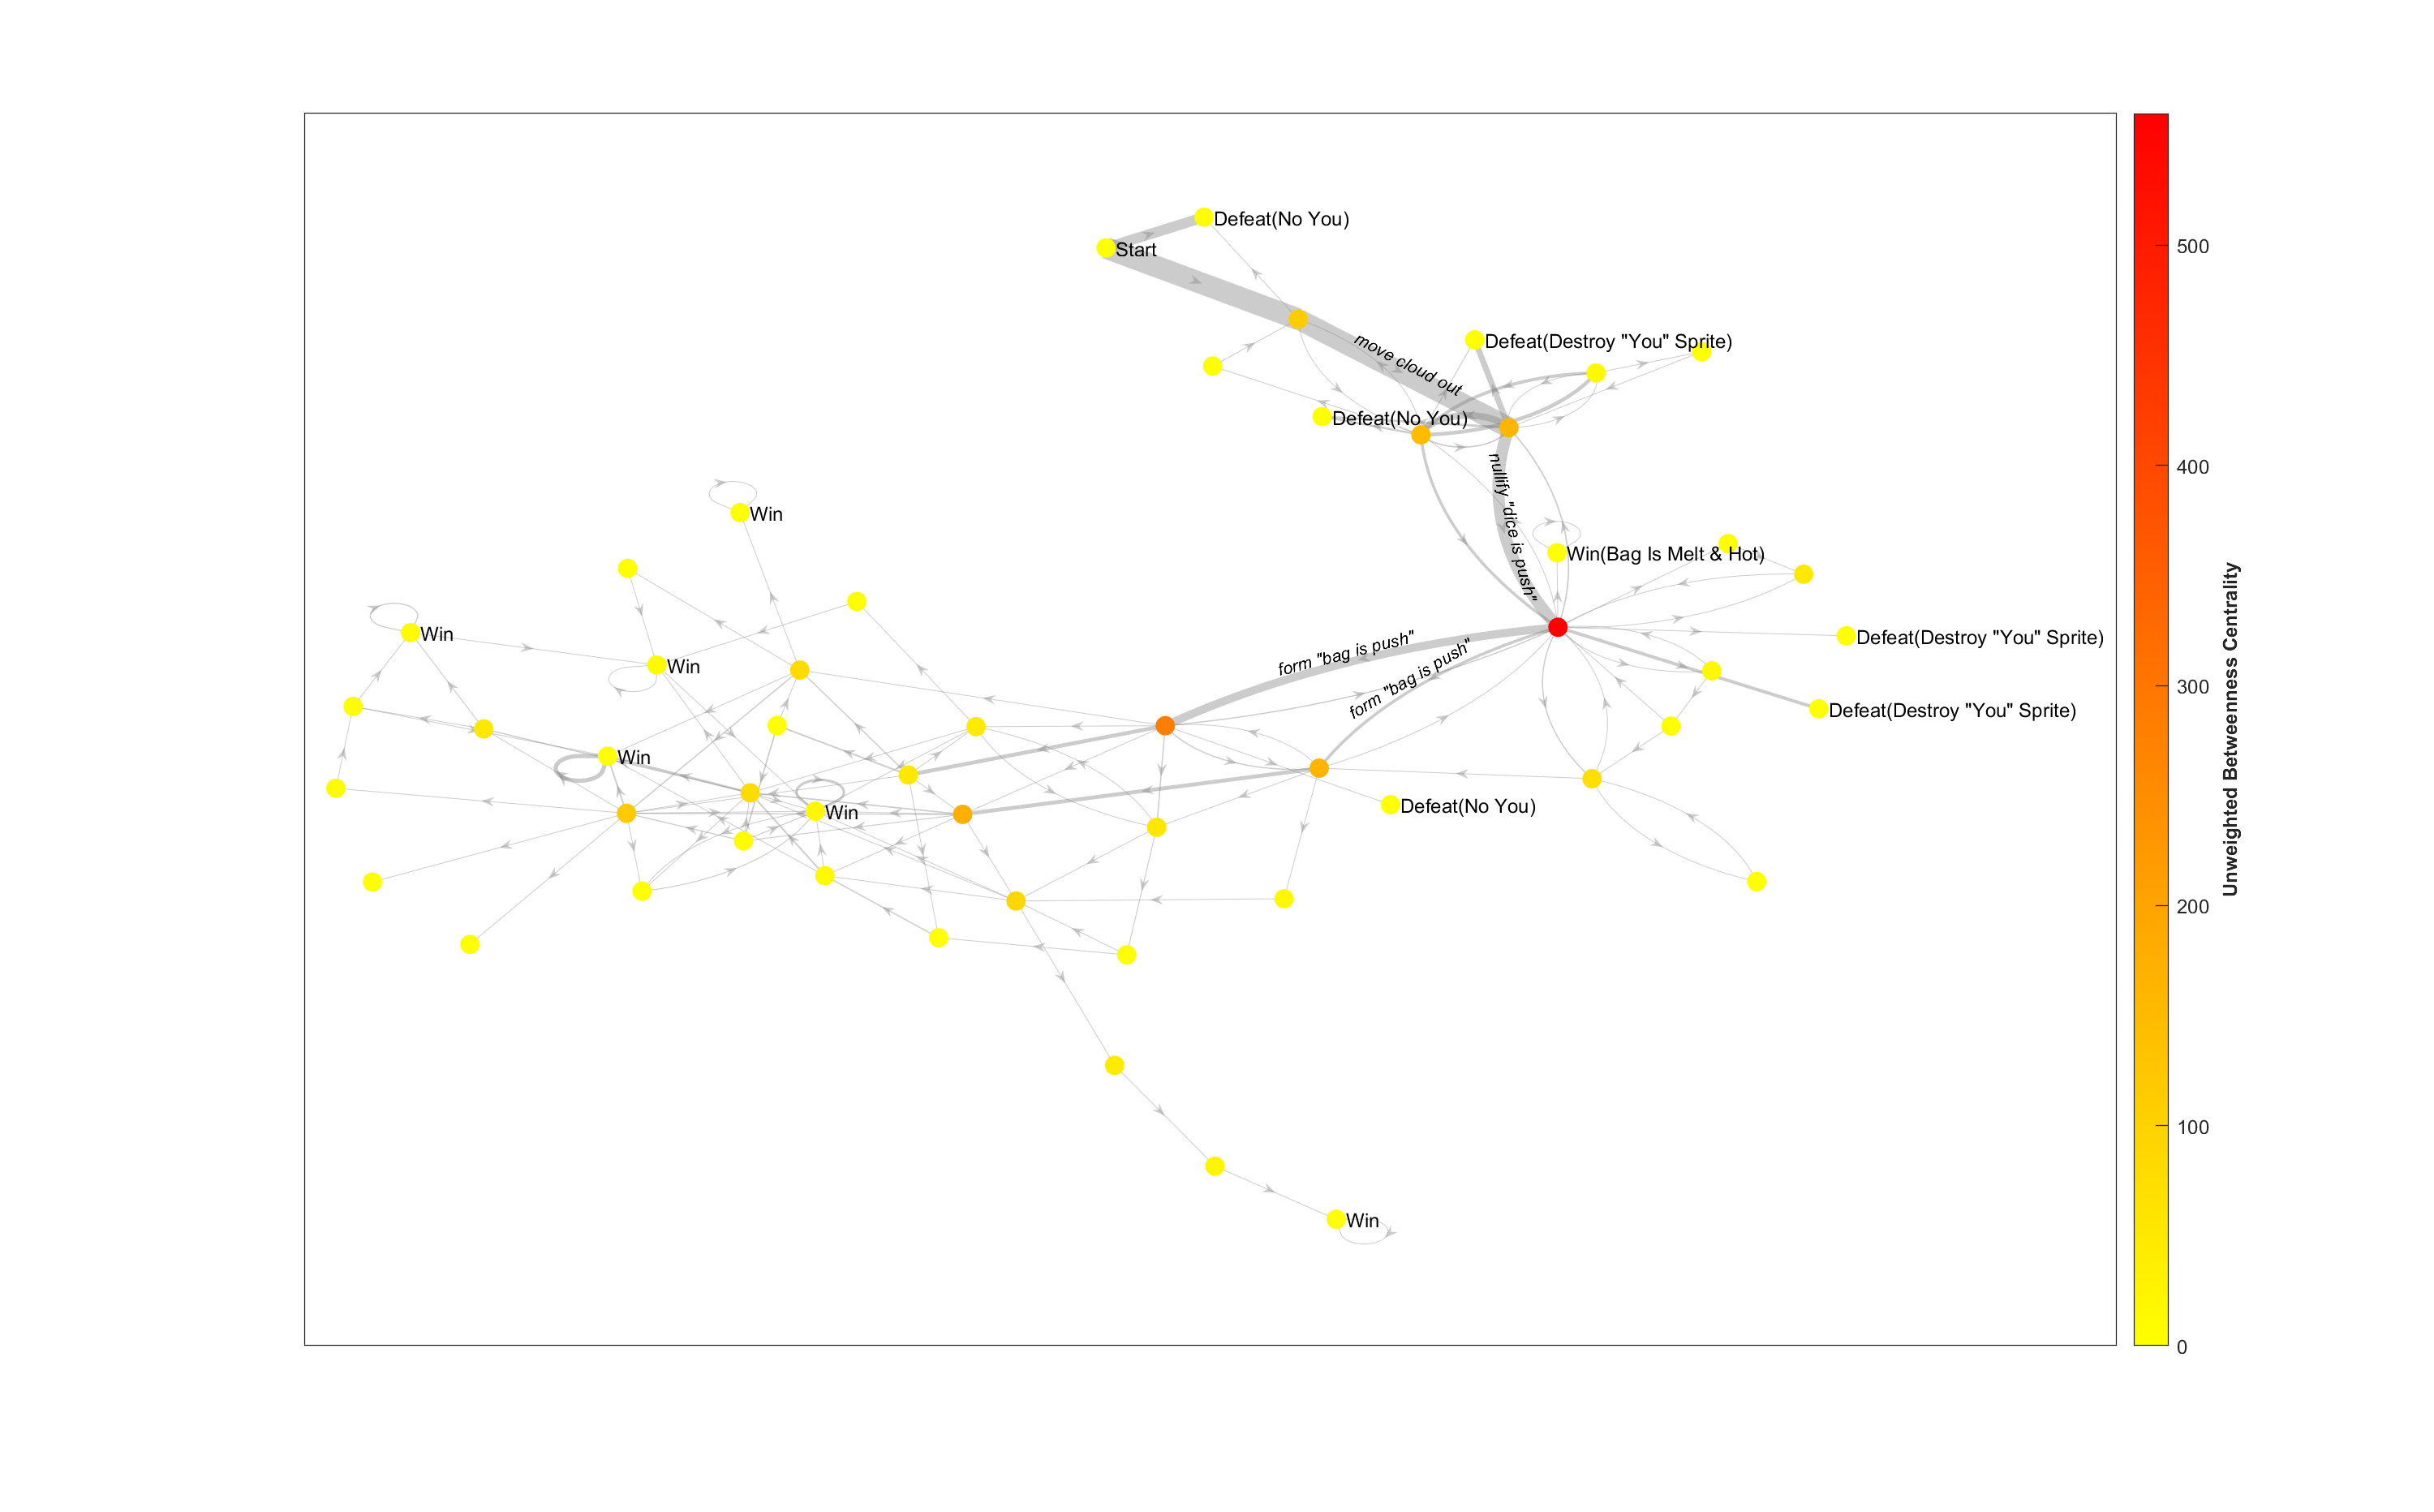 Defeat(No You)
Start
move cloud out
Defeat(Destroy "You" Sprite)
Defeat(No You)
nullify "dice is push"
Win
Win(Bag Is Melt & Hot)
Win
Win
form "bag is push"
form "bag is push"
Defeat(Destroy "You" Sprite)
Defeat(Destroy "You" Sprite)
Win
Win
Defeat(No You)
Win
500
400
300
200
100
0
Unweighted Betweenness Centrality